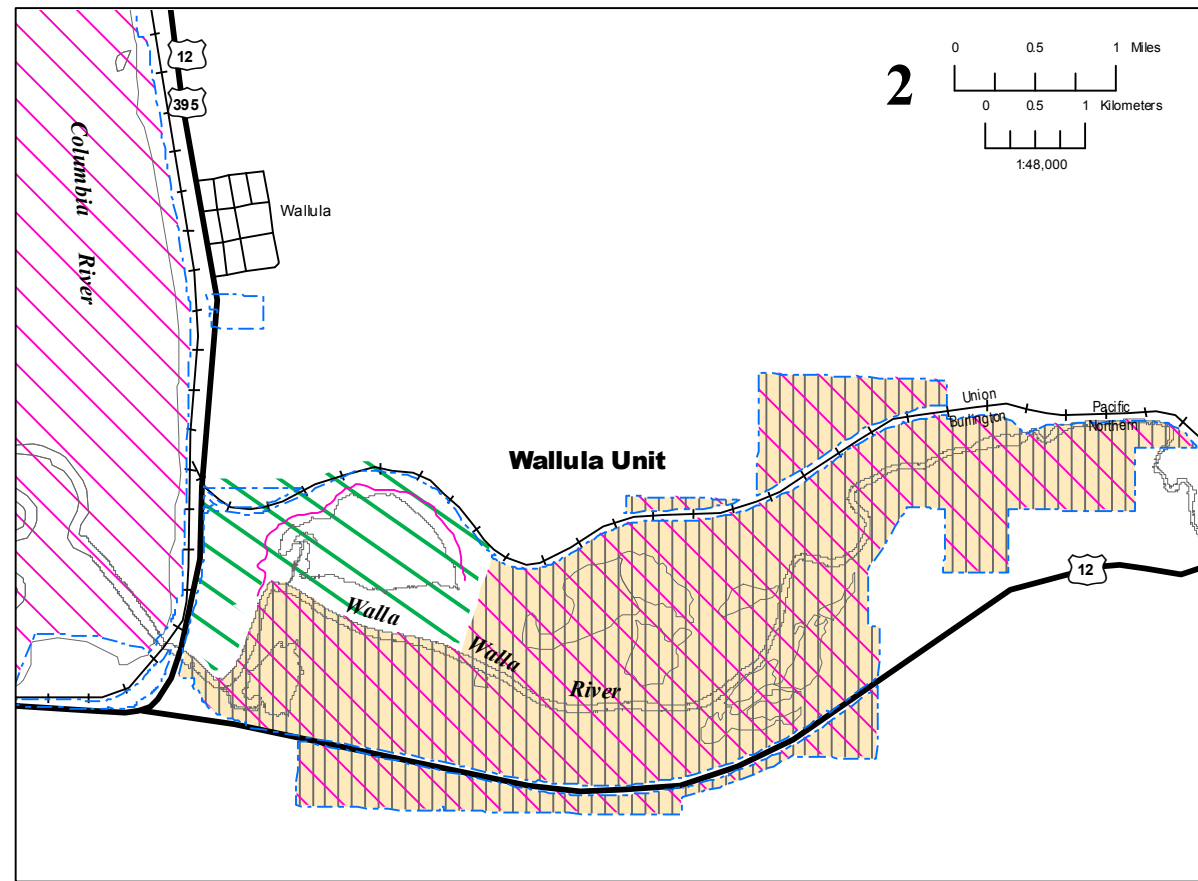 12
395
Columbia River
Wallula
2
0 0.5 1 Miles
0 0.5 1 Kilometers
1:48,000
Wallula Unit
Union Pacific
Burlington Northern
12
Walla Walla River